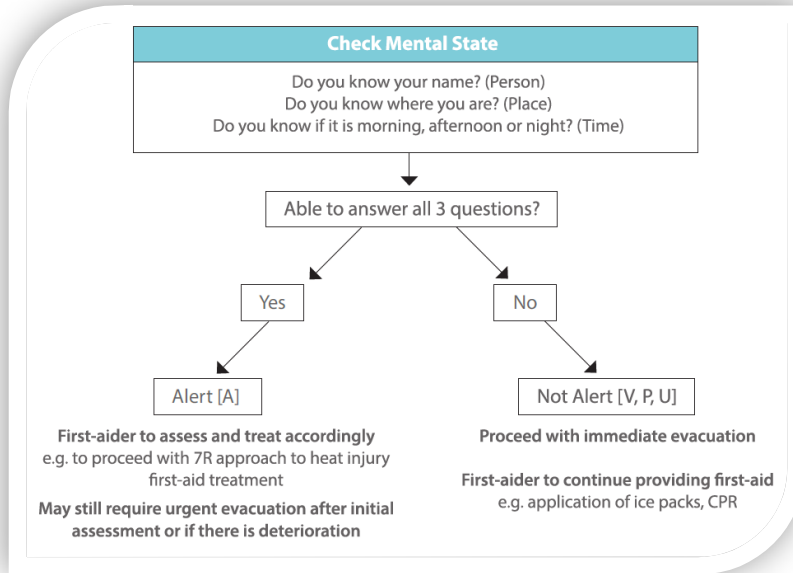 Check Mental State
Do you know your name? (Person)
Do you know where you are? (Place)
Do you know if it is morning, afternoon or night? (Time)
Able to answer all 3 questions?
Yes
No
Alert [A]
Not Alert [V, P, U]
First-aider to assess and treat accordingly
e.g. to proceed with 7R approach to heat injury
first-aid treatment
May still require urgent evacuation after initial
assessment or if there is deterioration
Proceed with immediate evacuation
First-aider to continue providing first-aid
e.g. application of ice packs, CPR